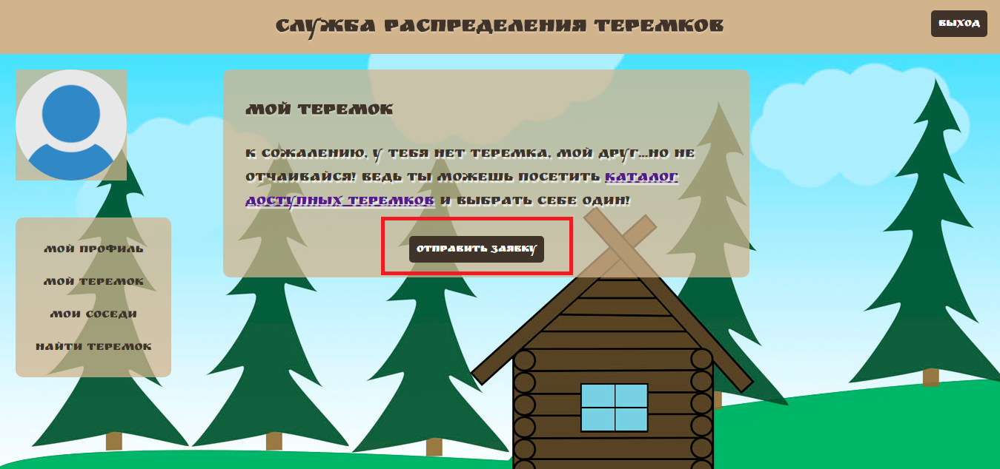 СЛУЖБА РАСПРЕДЕЛЕНИЯ ТЕРЕМКОВ
ВЫХОД
МОЙ ТЕРЕМОК
К СОЖАЛЕНИЮ, У ТЕБЯ НЕТ ТЕРЕМКА, МОЙ ДРУГ...НО НЕ
ОТЧАИВАЙСЯ! ВЕДЬ ТЫ МОЖЕШЬ ПОСЕТИТЬ КАТАЛОГ
ДОСТУПНЫХ ТЕРЕМКОВ И ВЫБРАТЬ СЕБЕ ОДИН!
ОТПРАВИТЬ ЗАЯВКУ
МОЙ ПРОФИЛЬ
МОЙ ТЕРЕМОК
МОИ СОСЕДИ
НАЙТИ ТЕРЕМОК